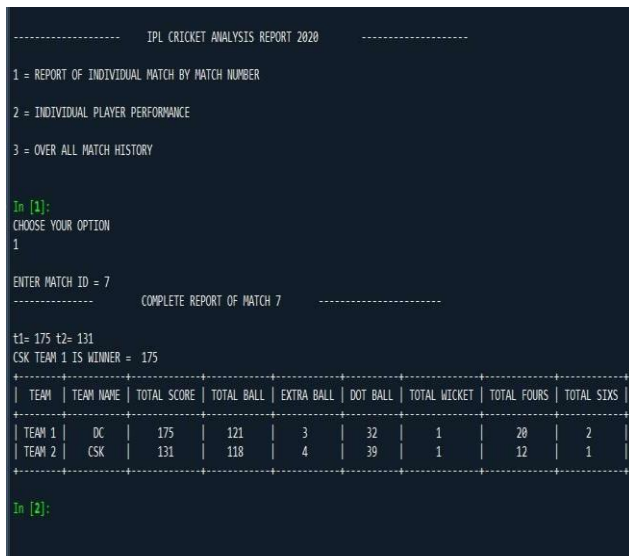 -------------------- IPL CRICKET ANALYSIS REPORT 2020 --------------------
1 = REPORT OF INDIVIDUAL MATCH BY MATCH NUMBER
2 = INDIVIDUAL PLAYER PERFORMANCE
3 = OVER ALL MATCH HISTORY
In [1]:
CHOOSE YOUR OPTION
1
ENTER MATCH ID = 7
--------------- COMPLETE REPORT OF MATCH 7 -----------------------
t1= 175 t2= 131
CSK TEAM 1 IS WINNER = 175
| TEAM | TEAM NAME | TOTAL SCORE | TOTAL BALL | EXTRA BALL | DOT BALL | TOTAL WICKET | TOTAL FOURS | TOTAL SIXS |
| TEAM 1 | DC | 175 | 121 | 3 | 32 | 1 | 20 | 2 |
| TEAM 2 | CSK | 131 | 118 | 4 | 39 | 1 | 12 | 1 |
In [2]: